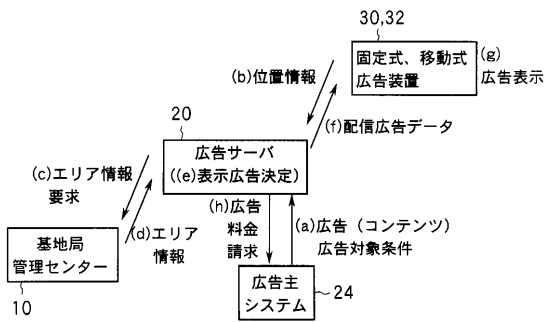 30,32
固定式、移動式
広告装置
(g)
広告表示
(b)位置情報
(f)配信広告データ
20
広告サーバ
((e)表示広告決定)
(c)エリア情報
要求
(d)エリア
情報
(h)広告
料金
請求
(a)広告（コンテンツ）
広告対象条件
基地局
管理センター
10
広告主
システム
24